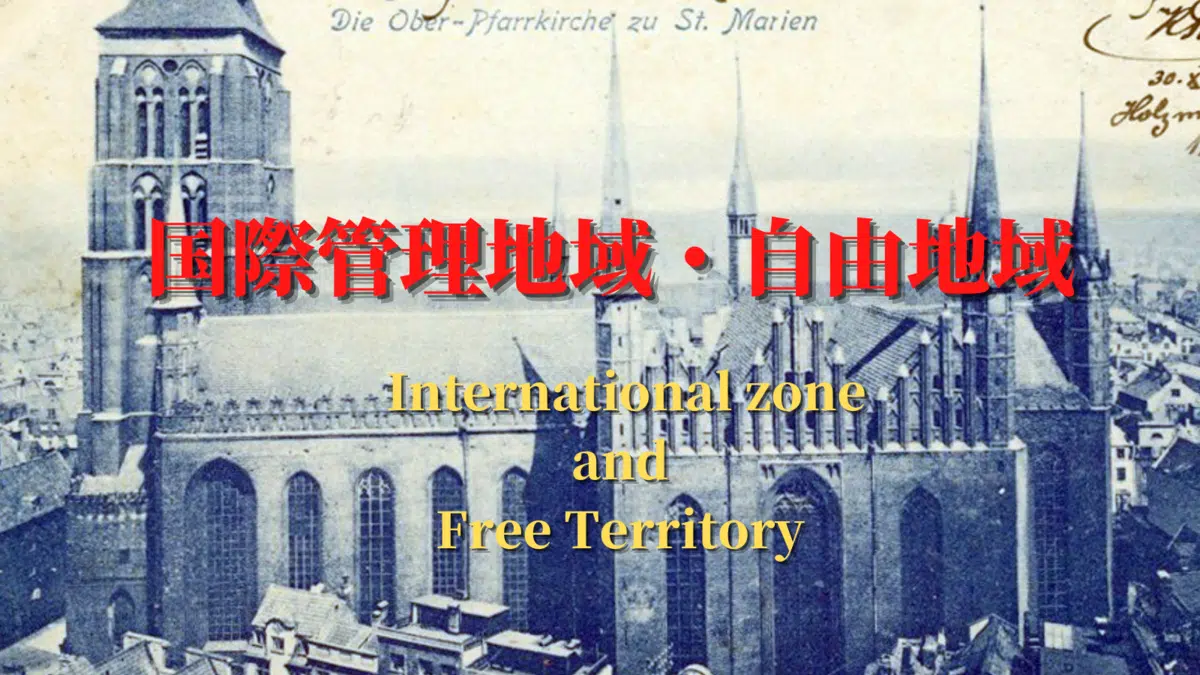 Die Ober-Pfarrkirche zu St. Marien
30.
国際管理地域・自由地域
International zone
and
Free Territory